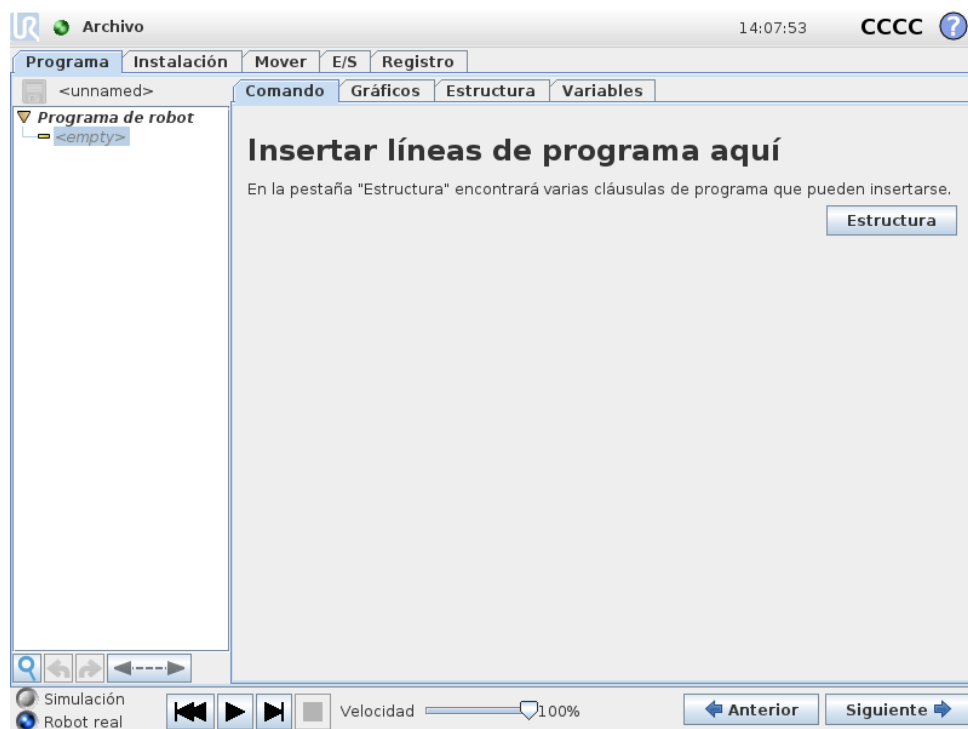 UR Archivo 14:07:53 CCCC ?
Programa Instalación Mover E/S Registro
<unnamed> Comando Gráficos Estructura Variables
Programa de robot
<empty>
Insertar líneas de programa aquí
En la pestaña "Estructura" encontrará varias cláusulas de programa que pueden insertarse.
Estructura
Simulación
Robot real
Velocidad 100%
Anterior Siguiente